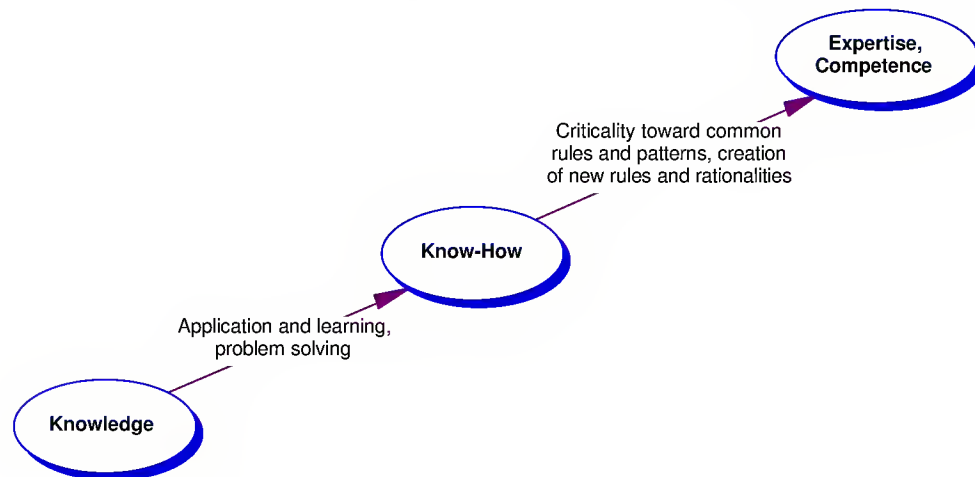 Expertise,
Competence
Criticality toward common
rules and patterns, creation
of new rules and rationalities
Know-How
Application and learning,
problem solving
Knowledge